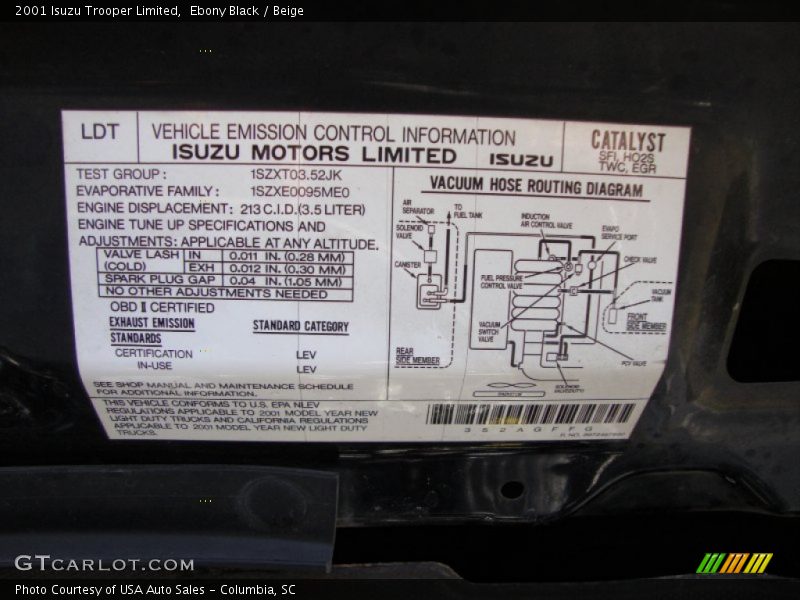 2001 Isuzu Trooper Limited, Ebony Black / Beige
LDT
VEHICLE EMISSION CONTROL INFORMATION
ISUZU MOTORS LIMITED ISUZU
CATALYST
SFI, HO2S
TWC, EGR
TEST GROUP : 1SZXT03.52JK
EVAPORATIVE FAMILY : 1SZXE0095ME0
ENGINE DISPLACEMENT: 213 C.I.D.(3.5 LITER)
ENGINE TUNE UP SPECIFICATIONS AND
ADJUSTMENTS: APPLICABLE AT ANY ALTITUDE.
VALVE LASH IN 0.011 IN. (0.28 MM)
(COLD) EXH 0.012 IN. (0.30 MM)
SPARK PLUG GAP 0.04 IN. (1.05 MM)
NO OTHER ADJUSTMENTS NEEDED
OBD II CERTIFIED
EXHAUST EMISSION STANDARD CATEGORY
STANDARDS
CERTIFICATION LEV
IN-USE LEV
SEE SHOP MANUAL AND MAINTENANCE SCHEDULE
FOR ADDITIONAL INFORMATION.
THIS VEHICLE CONFORMS TO U.S. EPA NLEV
REGULATIONS APPLICABLE TO 2001 MODEL YEAR NEW
LIGHT DUTY TRUCKS AND CALIFORNIA REGULATIONS
APPLICABLE TO 2001 MODEL YEAR NEW LIGHT DUTY
TRUCKS.
VACUUM HOSE ROUTING DIAGRAM
AIR
SEPARATOR
TO
FUEL TANK
SOLENOID
VALVE
CANISTER
INDUCTION
AIR CONTROL VALVE
EVAPO
SERVICE PORT
CHECK VALVE
FUEL PRESSURE
CONTROL VALVE
VACUUM
TANK
VACUUM
SWITCH
VALVE
FRONT
SIDE MEMBER
REAR
SIDE MEMBER
PCV VALVE
SOLENOID
352AGFFG
GTCARLOT.COM
Photo Courtesy of USA Auto Sales - Columbia, SC